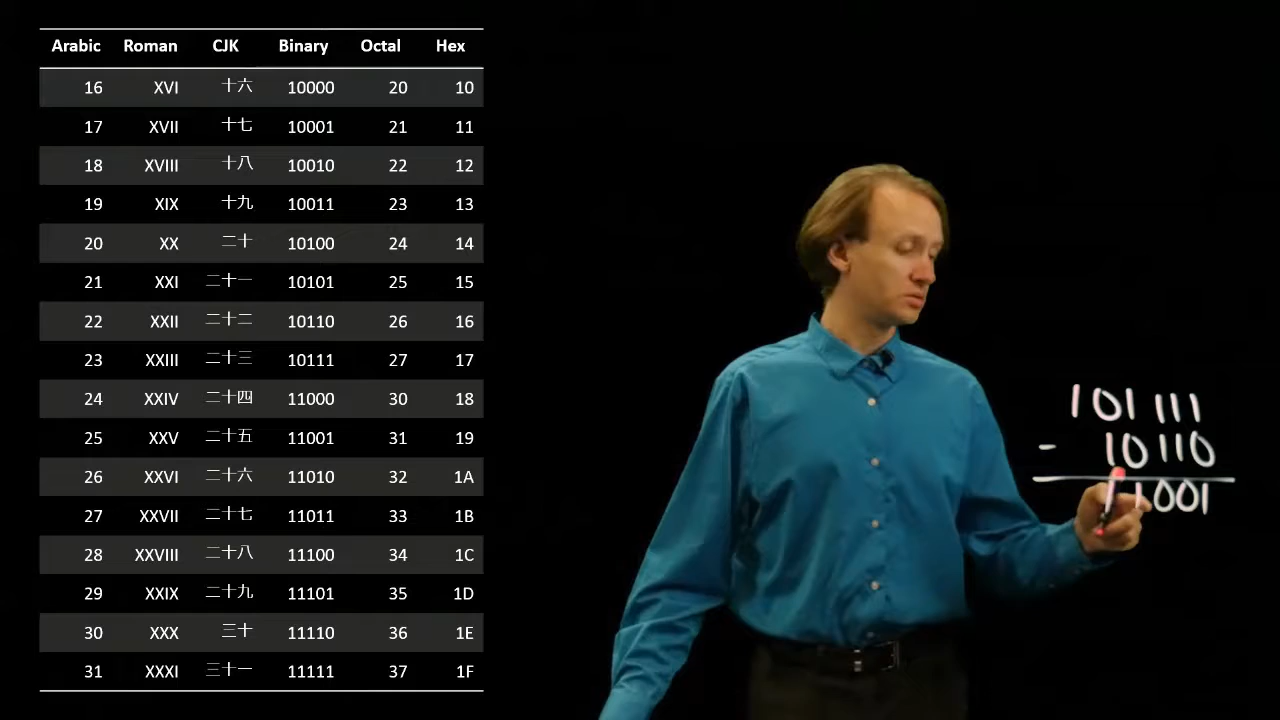 Arabic Roman CJK Binary Octal Hex
16 XVI 十六 10000 20 10
17 XVII 十七 10001 21 11
18 XVIII 十八 10010 22 12
19 XIX 十九 10011 23 13
20 XX 二十 10100 24 14
21 XXI 二十一 10101 25 15
22 XXII 二十二 10110 26 16
23 XXIII 二十三 10111 27 17
24 XXIV 二十四 11000 30 18
25 XXV 二十五 11001 31 19
26 XXVI 二十六 11010 32 1A
27 XXVII 二十七 11011 33 1B
28 XXVIII 二十八 11100 34 1C
29 XXIX 二十九 11101 35 1D
30 XXX 三十 11110 36 1E
31 XXXI 三十一 11111 37 1F
101111
- 10110
11001